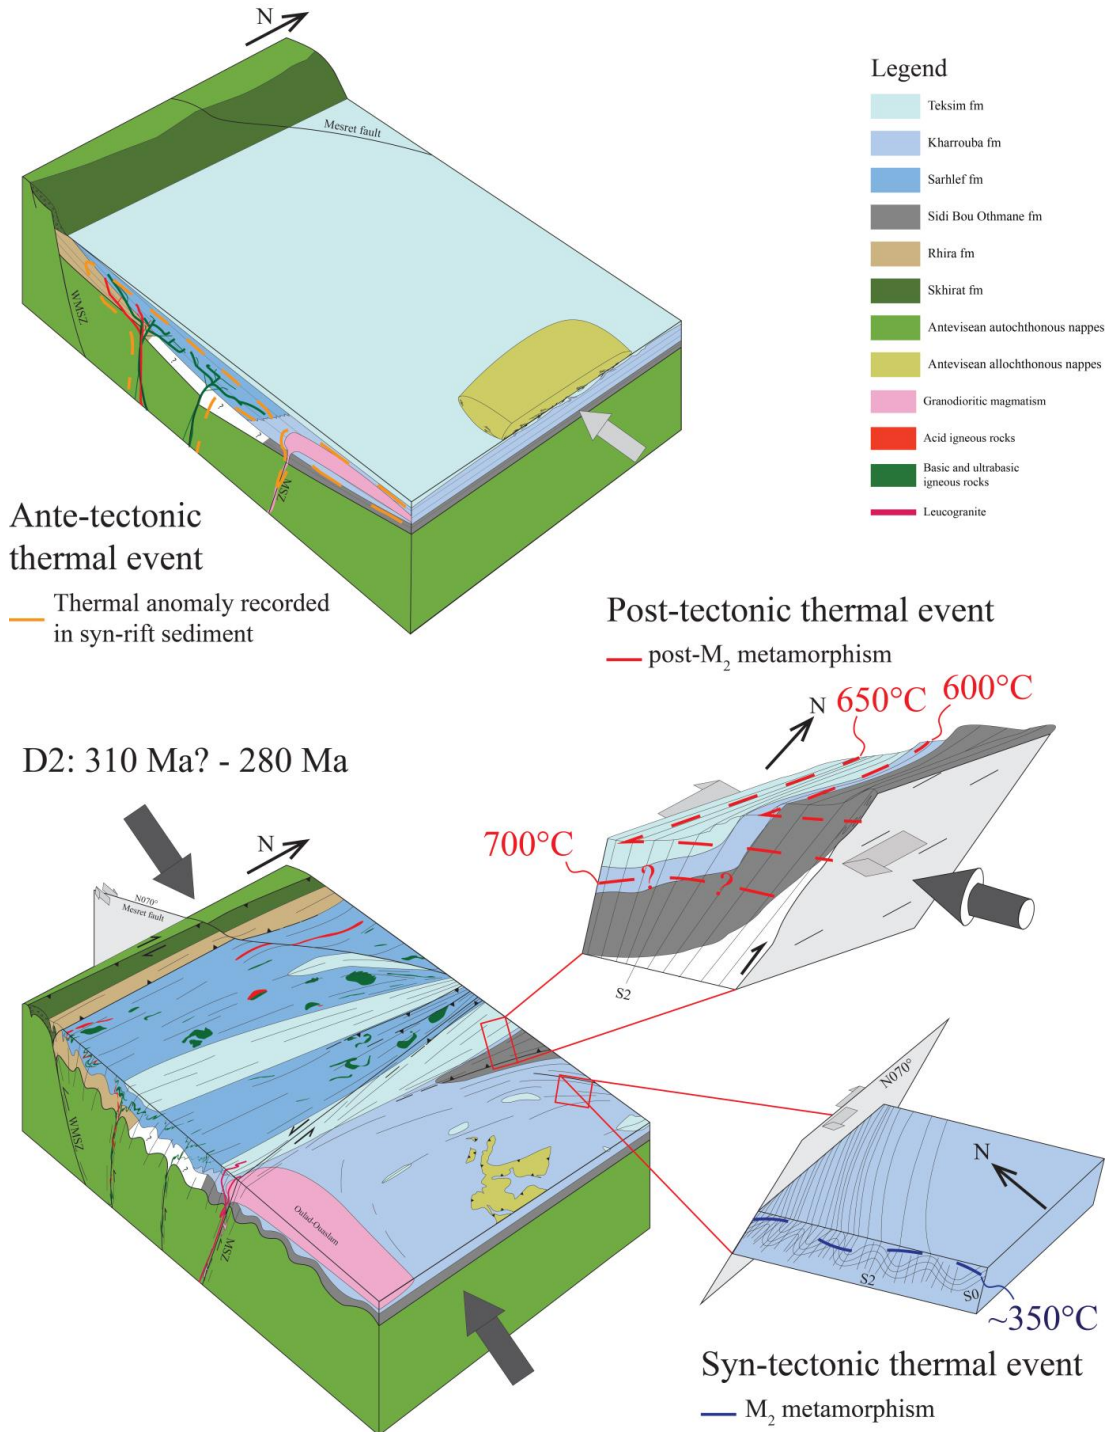 N
Mesret fault
WMSZ
?
?
?
MSZ
Legend
Teksim fm
Kharrouba fm
Sarhlef fm
Sidi Bou Othmane fm
Rhira fm
Skhirat fm
Antevisean autochthonous nappes
Antevisean allochthonous nappes
Granodioritic magmatism
Acid igneous rocks
Basic and ultrabasic
igneous rocks
Leucogranite
Ante-tectonic
thermal event
Thermal anomaly recorded
in syn-rift sediment
Post-tectonic thermal event
post-M₂ metamorphism
N
650°C
600°C
700°C
?
?
S2
D2: 310 Ma? - 280 Ma
N
N070°
Mesret fault
WMSZ
MSZ
Oulad-Ouaslam
N070°
N
S2
S0
~350°C
Syn-tectonic thermal event
M₂ metamorphism